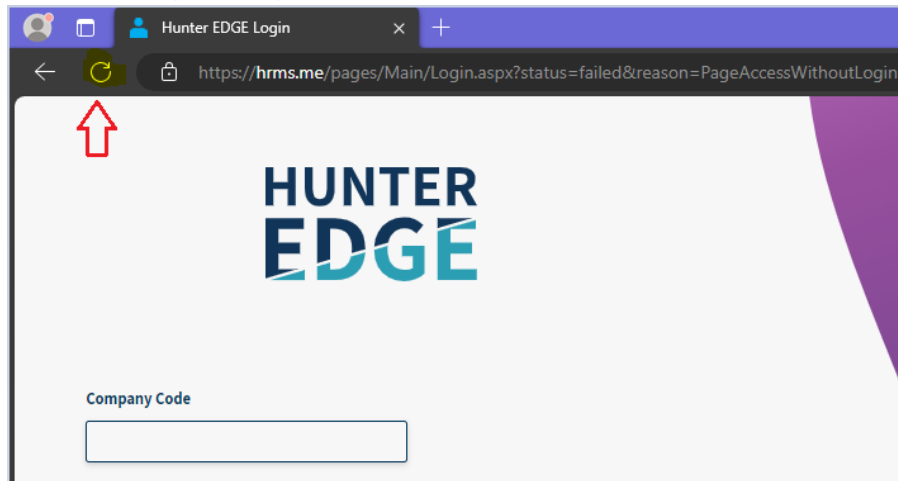 Hunter EDGE Login
https://hrms.me/pages/Main/Login.aspx?status=failed&reason=PageAccessWithoutLogin
HUNTER
EDGE
Company Code